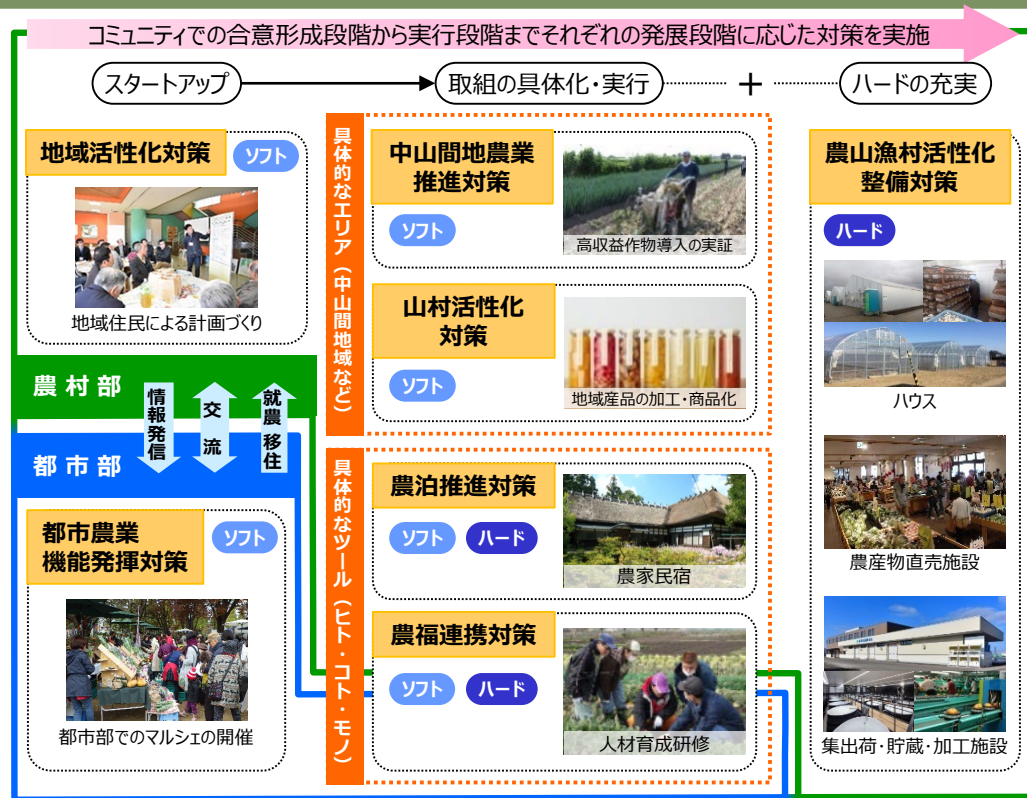 コミュニティでの合意形成段階から実行段階までそれぞれの発展段階に応じた対策を実施
スタートアップ
取組の具体化・実行
＋
ハードの充実
地域活性化対策
ソフト
地域住民による計画づくり
農村部
情報発信
交流
就農 移住
都市部
都市農業
機能発揮対策
ソフト
都市部でのマルシェの開催
具体的なエリア（中山間地域など）
中山間地農業
推進対策
ソフト
高収益作物導入の実証
山村活性化
対策
ソフト
地域産品の加工・商品化
具体的なツール（ヒト・コト・モノ）
農泊推進対策
ソフト
ハード
農家民宿
農福連携対策
ソフト
ハード
人材育成研修
農山漁村活性化
整備対策
ハード
ハウス
農産物直売施設
集出荷・貯蔵・加工施設